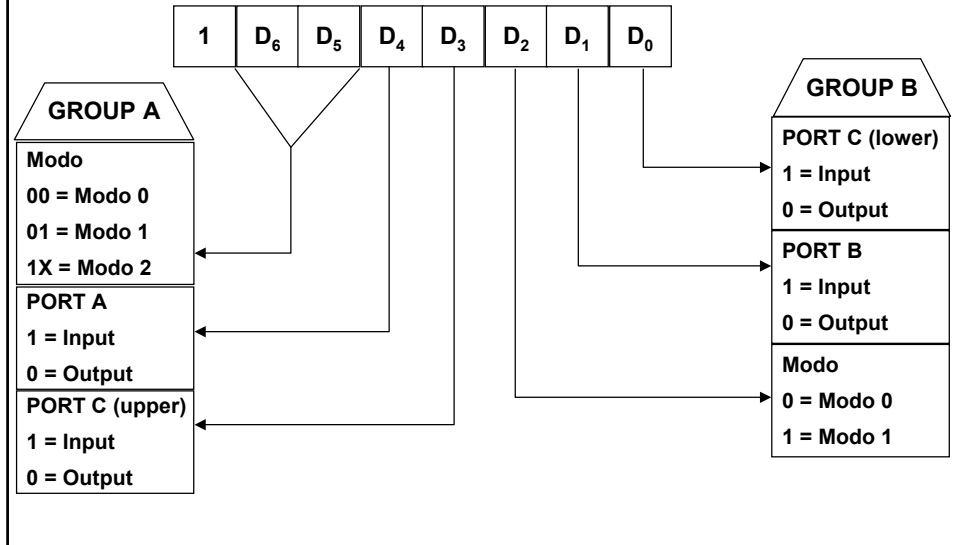 1 D₆ D₅ D₄ D₃ D₂ D₁ D₀
GROUP A
Modo
00 = Modo 0
01 = Modo 1
1X = Modo 2
PORT A
1 = Input
0 = Output
PORT C (upper)
1 = Input
0 = Output
GROUP B
PORT C (lower)
1 = Input
0 = Output
PORT B
1 = Input
0 = Output
Modo
0 = Modo 0
1 = Modo 1